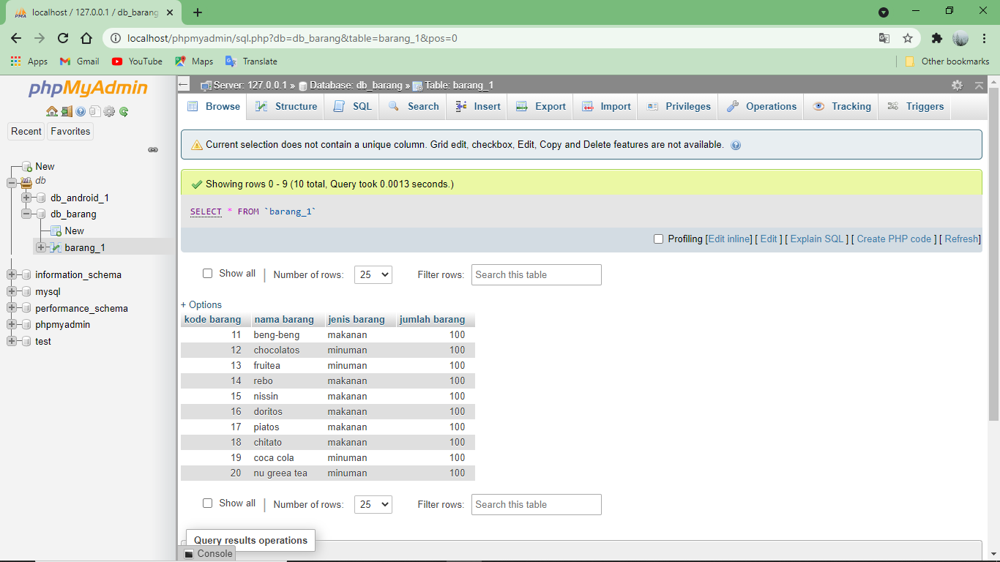 localhost / 127.0.0.1 / db_barang
localhost/phpmyadmin/sql.php?db=db_barang&table=barang_1&pos=0
Apps Gmail YouTube Maps Translate Other bookmarks
phpMyAdmin
Recent Favorites
New
db
db_android_1
db_barang
New
barang_1
information_schema
mysql
performance_schema
phpmyadmin
test
Server: 127.0.0.1 » Database: db_barang » Table: barang_1
Browse Structure SQL Search Insert Export Import Privileges Operations Tracking Triggers
Current selection does not contain a unique column. Grid edit, checkbox, Edit, Copy and Delete features are not available.
Showing rows 0 - 9 (10 total, Query took 0.0013 seconds.)
SELECT * FROM `barang_1`
Profiling [Edit inline] [ Edit ] [ Explain SQL ] [ Create PHP code ] [ Refresh]
Show all | Number of rows: 25 Filter rows: Search this table
+ Options
kode barang nama barang jenis barang jumlah barang
11 beng-beng makanan 100
12 chocolatos minuman 100
13 fruitea minuman 100
14 rebo makanan 100
15 nissin makanan 100
16 doritos makanan 100
17 piatos makanan 100
18 chitato makanan 100
19 coca cola minuman 100
20 nu greea tea minuman 100
Show all | Number of rows: 25 Filter rows: Search this table
Query results operations
Console